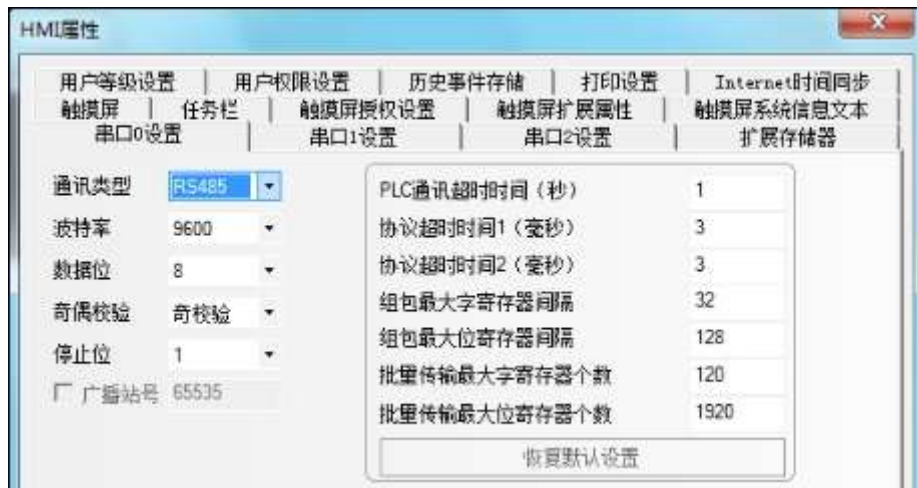 HMI属性
用户等级设置 用户权限设置 历史事件存储 打印设置 Internet时间同步
触摸屏 任务栏 触摸屏授权设置 触摸屏扩展属性 触摸屏系统信息文本
串口0设置 串口1设置 串口2设置 扩展存储器
通讯类型 RS485
波特率 9600
数据位 8
奇偶校验 奇校验
停止位 1
广播站号 65535
PLC通讯超时时间（秒） 1
协议超时时间1（毫秒） 3
协议超时时间2（毫秒） 3
组包最大字寄存器间隔 32
组包最大位寄存器间隔 128
批量传输最大字寄存器个数 120
批量传输最大位寄存器个数 1920
恢复默认设置